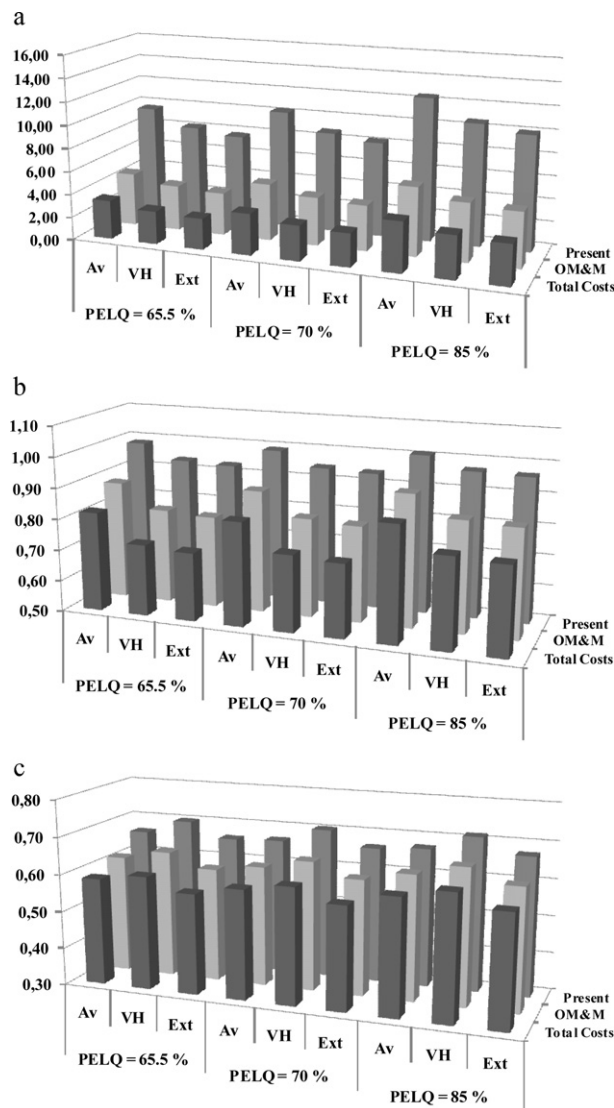 a
16,00
14,00
12,00
10,00
8,00
6,00
4,00
2,00
0,00
Av
VH
Ext
Av
VH
Ext
Av
VH
Ext
PELQ = 65.5 %
PELQ = 70 %
PELQ = 85 %
Present
OM&M
Total Costs
b
1,10
1,00
0,90
0,80
0,70
0,60
0,50
Av
VH
Ext
Av
VH
Ext
Av
VH
Ext
PELQ = 65.5 %
PELQ = 70 %
PELQ = 85 %
Present
OM&M
Total Costs
c
0,80
0,70
0,60
0,50
0,40
0,30
Av
VH
Ext
Av
VH
Ext
Av
VH
Ext
PELQ = 65.5 %
PELQ = 70 %
PELQ = 85 %
Present
OM&M
Total Costs